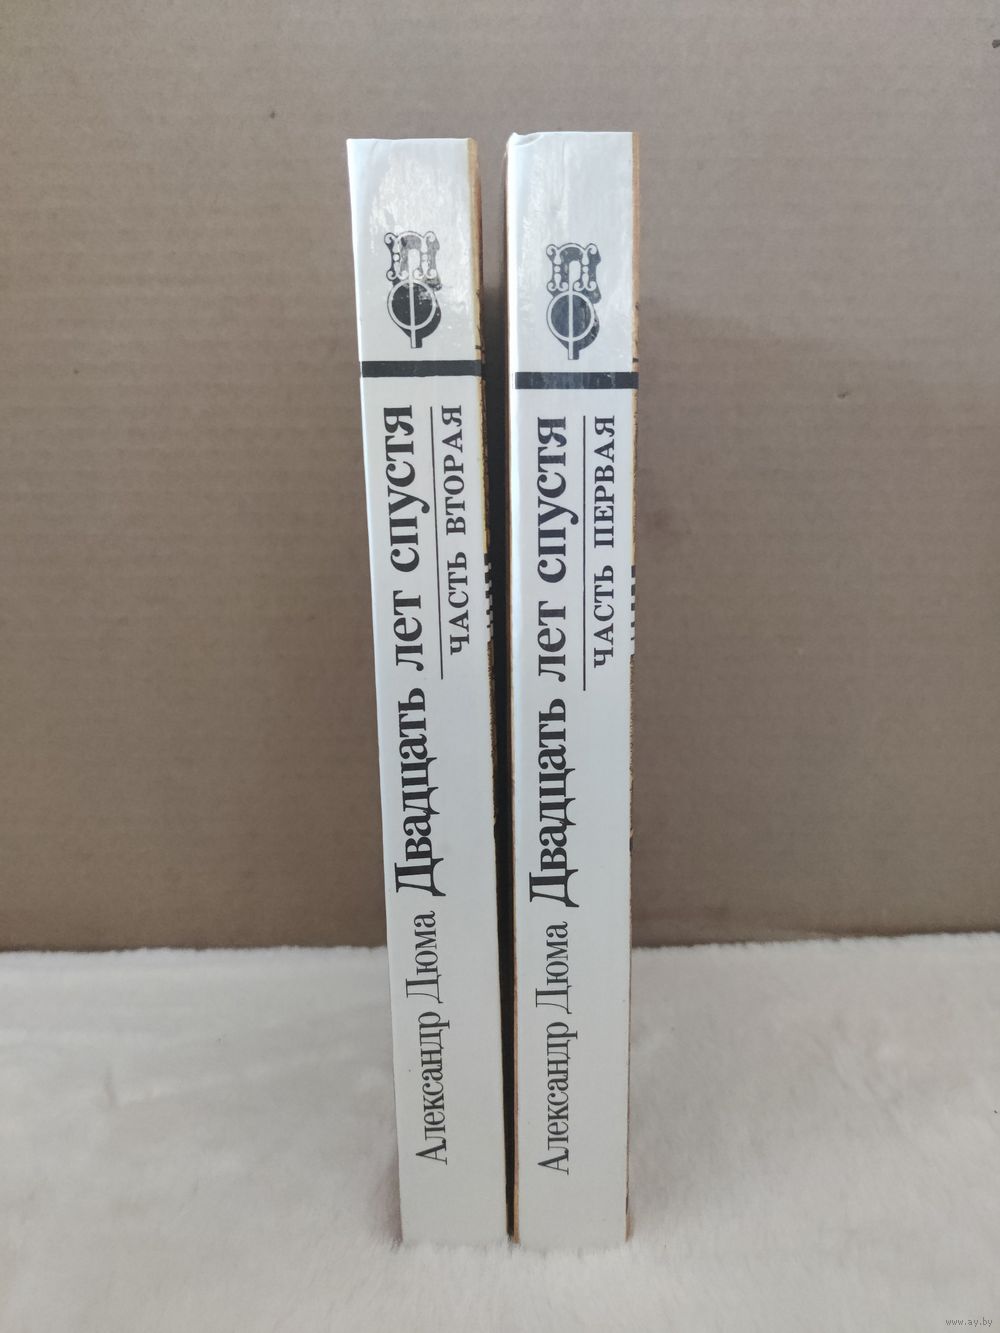 Александр Дюма Двадцать лет спустя
ЧАСТЬ ВТОРАЯ
Александр Дюма Двадцать лет спустя
ЧАСТЬ ПЕРВАЯ
www.ay.by